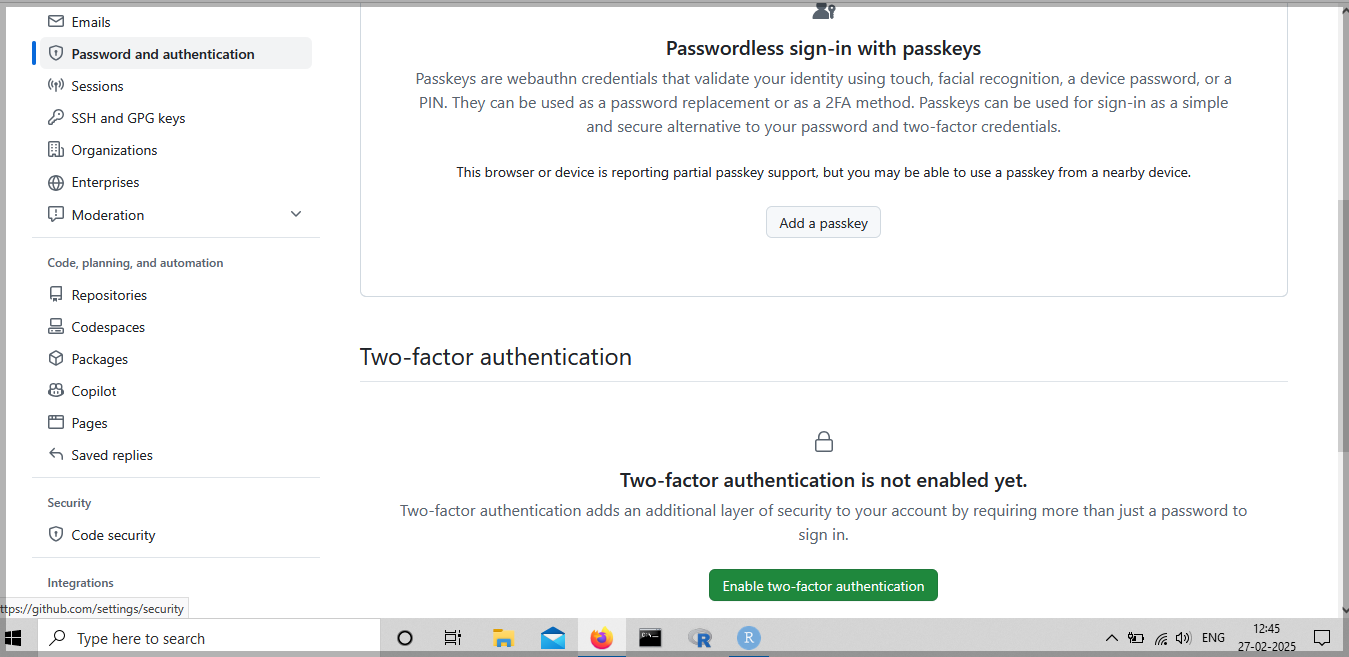 Emails
Password and authentication
Sessions
SSH and GPG keys
Organizations
Enterprises
Moderation
Code, planning, and automation
Repositories
Codespaces
Packages
Copilot
Pages
Saved replies
Security
Code security
Integrations
ttps://github.com/settings/security
Passwordless sign-in with passkeys
Passkeys are webauthn credentials that validate your identity using touch, facial recognition, a device password, or a
PIN. They can be used as a password replacement or as a 2FA method. Passkeys can be used for sign-in as a simple
and secure alternative to your password and two-factor credentials.
This browser or device is reporting partial passkey support, but you may be able to use a passkey from a nearby device.
Add a passkey
Two-factor authentication
Two-factor authentication is not enabled yet.
Two-factor authentication adds an additional layer of security to your account by requiring more than just a password to
sign in.
Enable two-factor authentication
Type here to search
R
R
ENG
12:45
27-02-2025